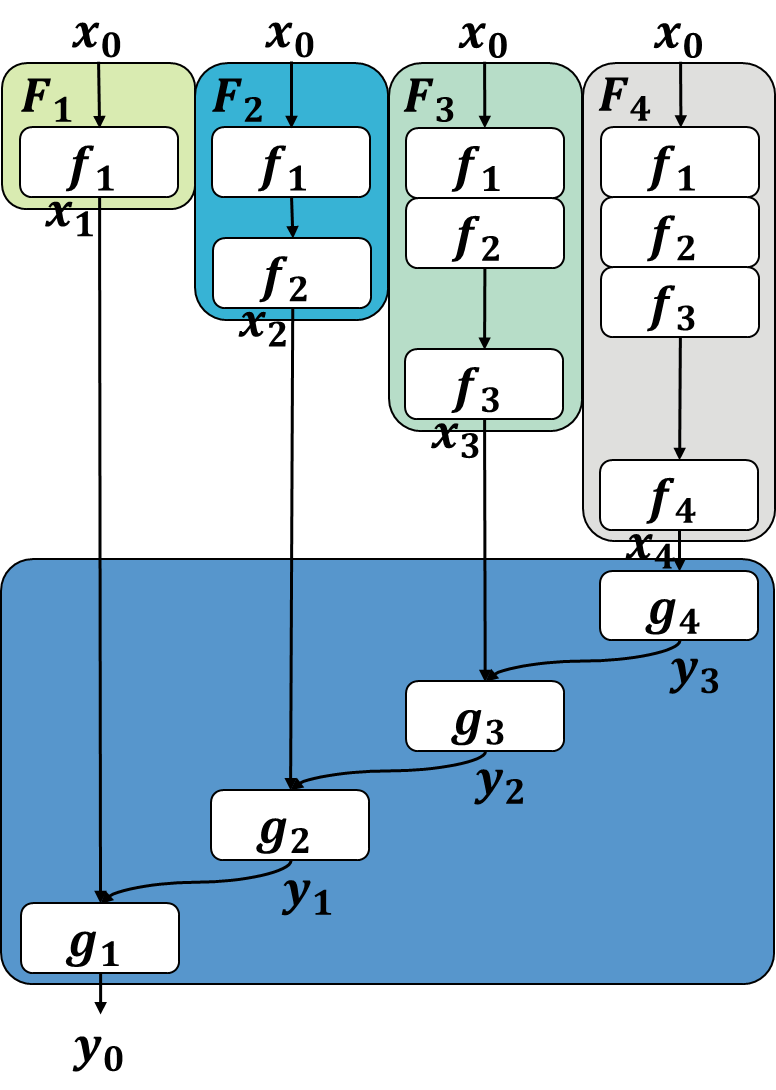 x₀ x₀ x₀ x₀
F₁ F₂ F₃ F₄
f₁ f₁ f₁ f₁
x₁ f₂ f₂
f₂ f₃
x₂
f₃
x₃
f₄
x₄
g₄
y₃
g₃
y₂
g₂
y₁
g₁
y₀